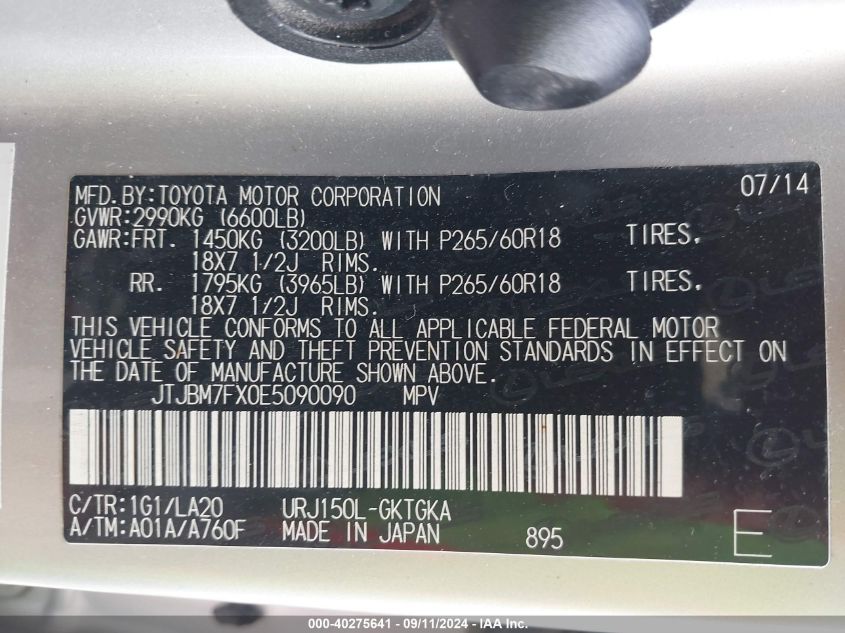 MFD.BY:TOYOTA MOTOR CORPORATION 07/14
GVWR:2990KG (6600LB)
GAWR:FRT. 1450KG (3200LB) WITH P265/60R18 TIRES,
18X7 1/2J RIMS.
RR. 1795KG (3965LB) WITH P265/60R18 TIRES,
18X7 1/2J RIMS.
THIS VEHICLE CONFORMS TO ALL APPLICABLE FEDERAL MOTOR
VEHICLE SAFETY AND THEFT PREVENTION STANDARDS IN EFFECT ON
THE DATE OF MANUFACTURE SHOWN ABOVE.
JTJBM7FX0E5090090 MPV
C/TR:1G1/LA20 URJ150L-GKTGKA
A/TM:A01A/A760F MADE IN JAPAN 895 E
000-40275641 - 09/11/2024 - IAA Inc.